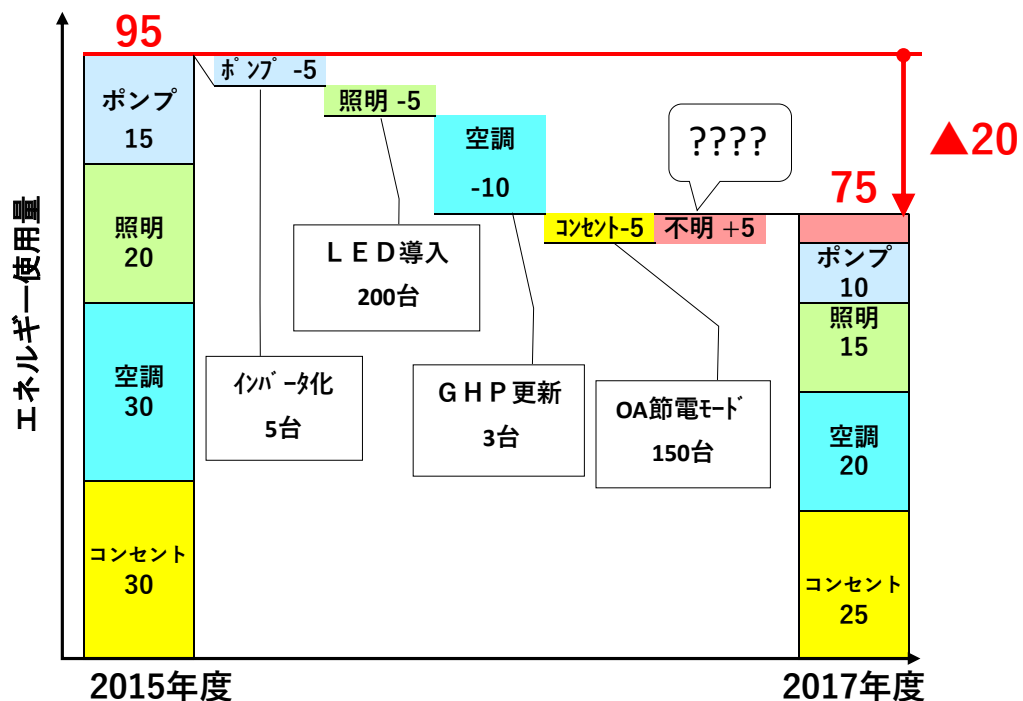 95
ポンプ
15
照明
20
空調
30
コンセント
30
2015年度
エネルギー使用量
ﾎﾟﾝﾌﾟ -5
照明 -5
空調
-10
コンセント-5
不明 +5
????
インバータ化
5台
ＬＥＤ導入
200台
ＧＨＰ更新
3台
OA節電モード
150台
▲20
75
ポンプ
10
照明
15
空調
20
コンセント
25
2017年度